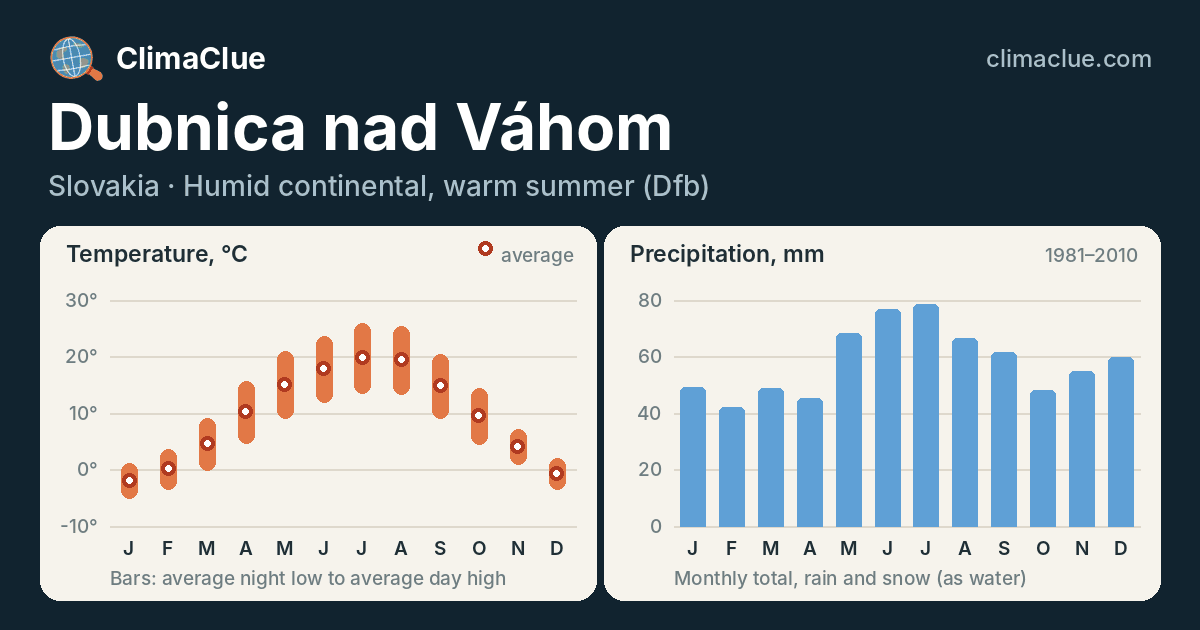 ClimaClue
climaclue.com
Dubnica nad Váhom
Slovakia · Humid continental, warm summer (Dfb)
Temperature, °C
average
30°
20°
10°
0°
-10°
J F M A M J J A S O N D
Bars: average night low to average day high
Precipitation, mm
1981–2010
80
60
40
20
0
J F M A M J J A S O N D
Monthly total, rain and snow (as water)